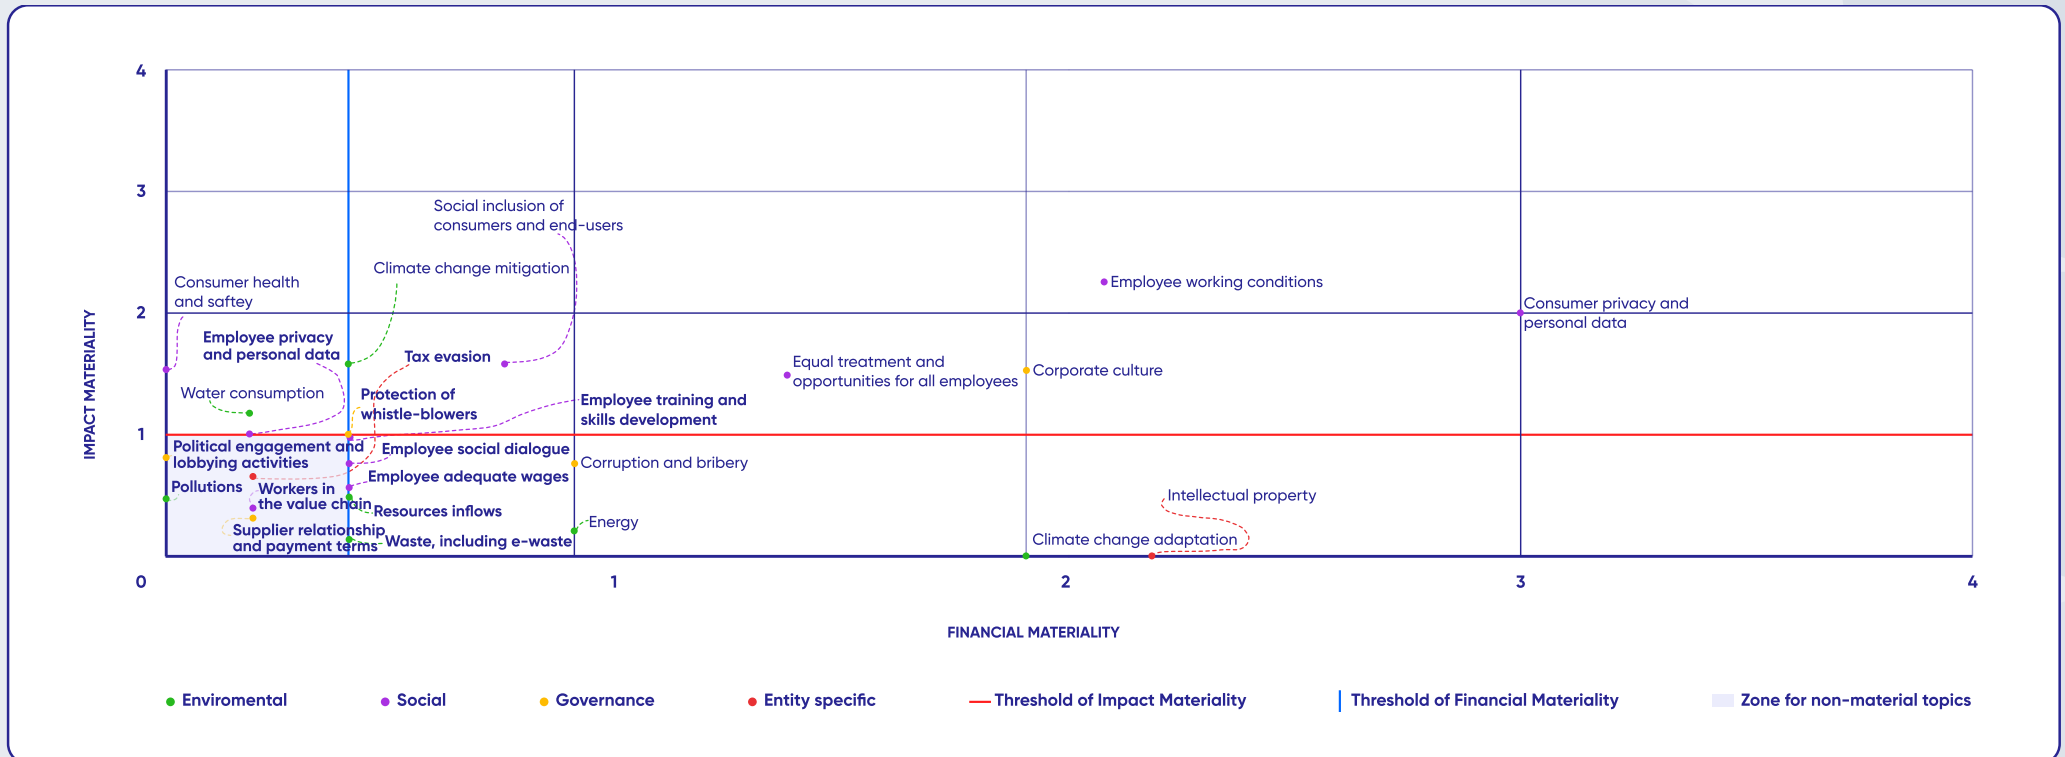 4
3
Social inclusion of
consumers and end-users
Climate change mitigation
Consumer health
and saftey
Employee working conditions
Consumer privacy and
personal data
2
Employee privacy
and personal data
Tax evasion
Equal treatment and
opportunities for all employees
Corporate culture
Water consumption
Protection of
whistle-blowers
Employee training and
skills development
IMPACT MATERIALITY
1
Political engagement and
lobbying activities
Employee social dialogue
Corruption and bribery
Employee adequate wages
Pollutions
Workers in
the value chain
Intellectual property
Resources inflows
Energy
Supplier relationship
and payment terms
Waste, including e-waste
Climate change adaptation
0
1
2
3
4
FINANCIAL MATERIALITY
Enviromental
Social
Governance
Entity specific
Threshold of Impact Materiality
Threshold of Financial Materiality
Zone for non-material topics